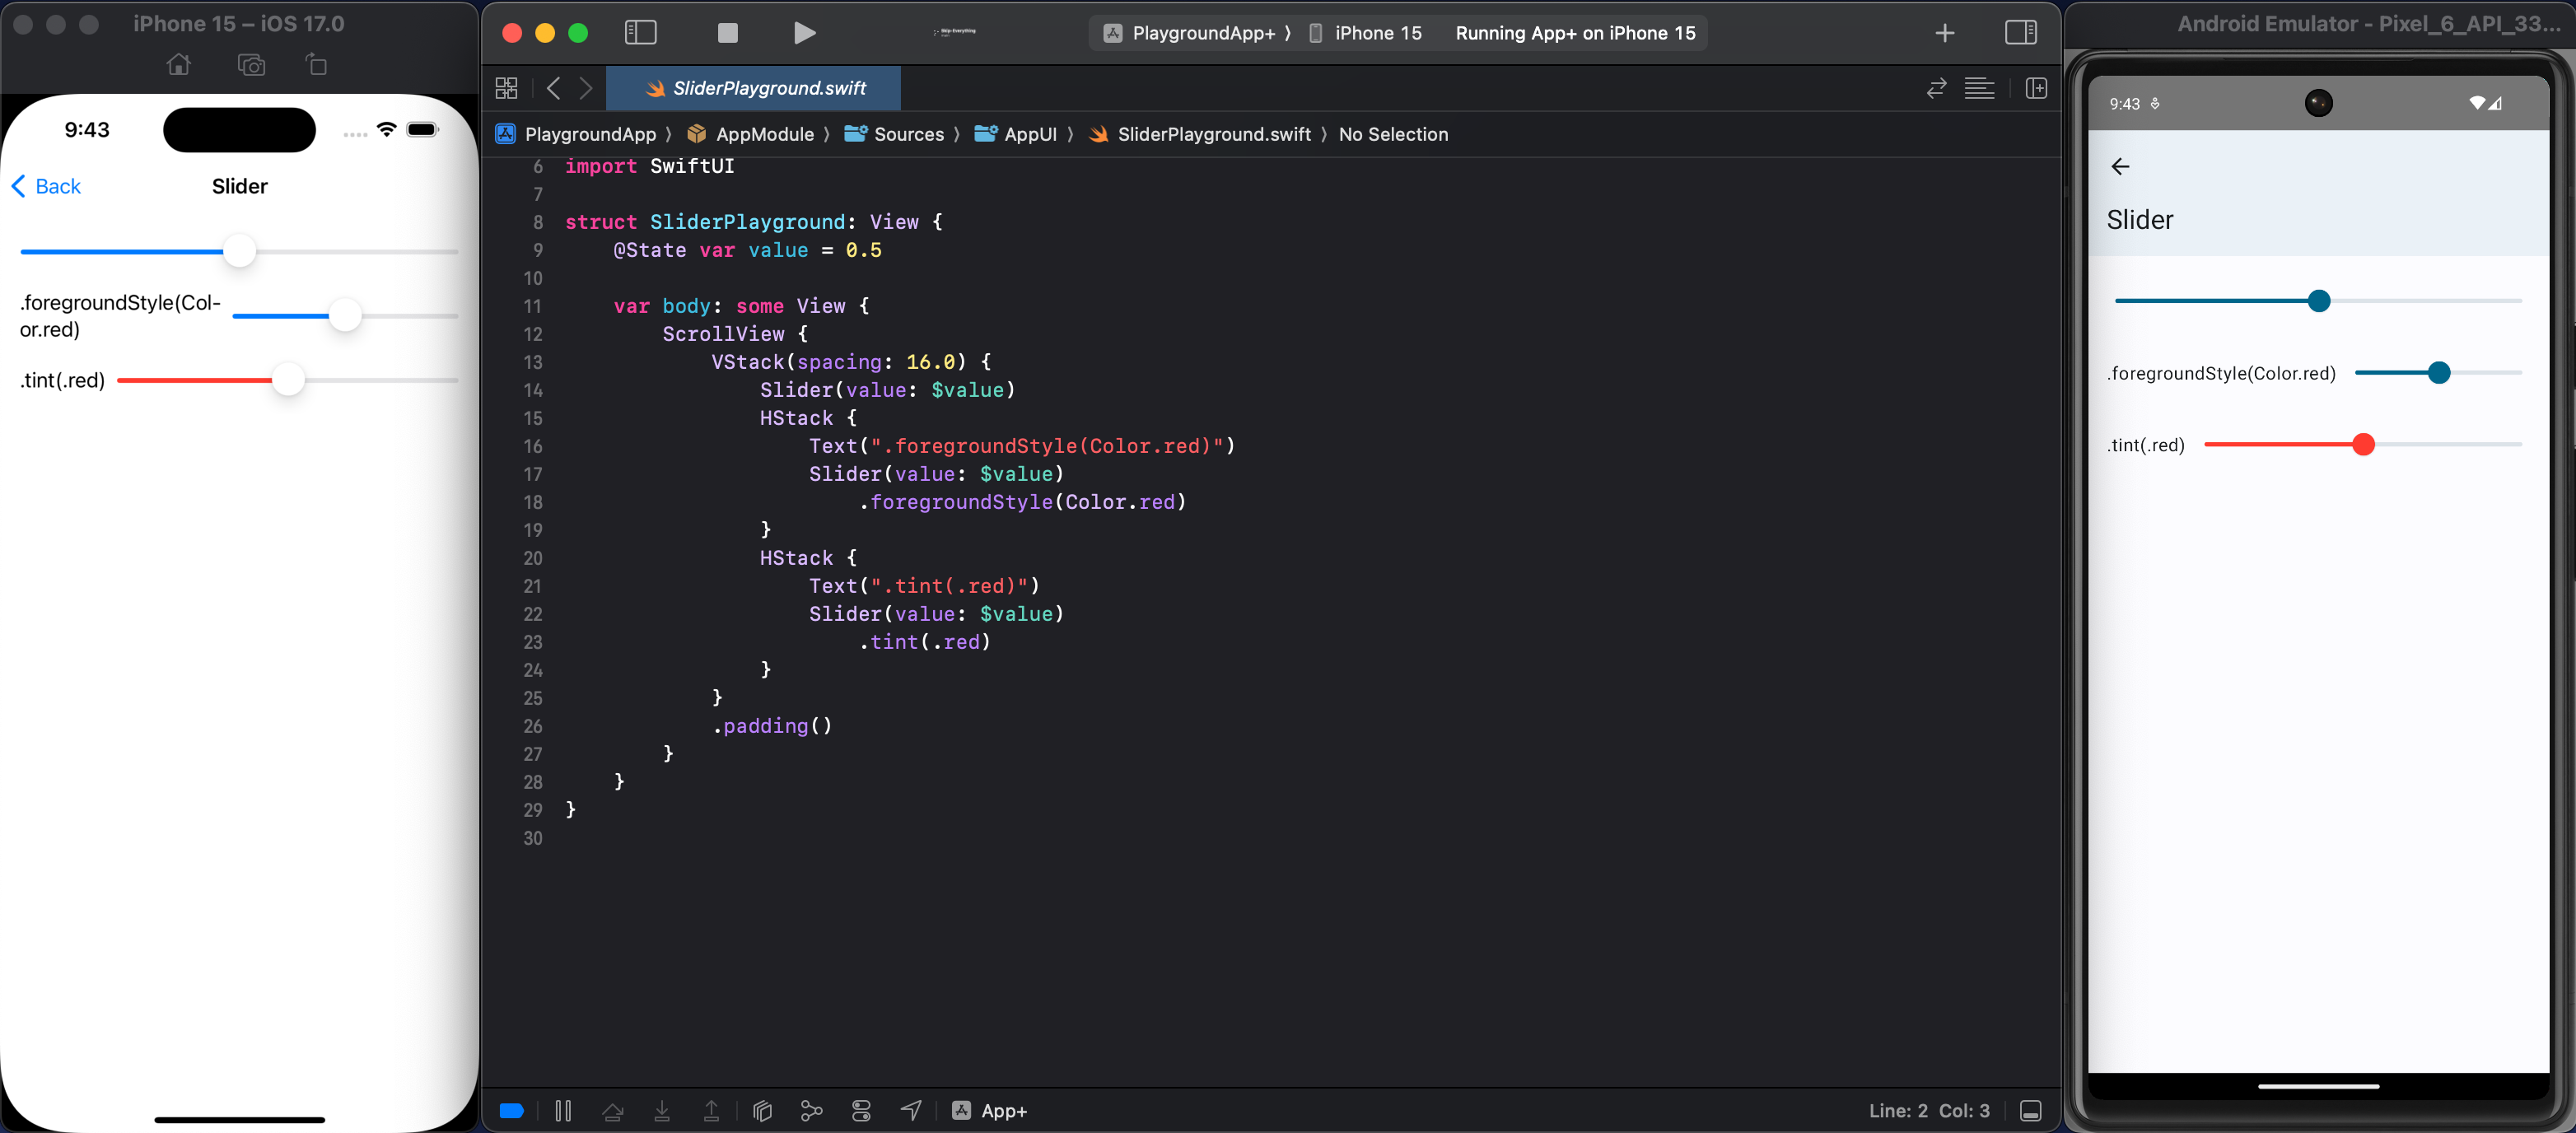 iPhone 15 – iOS 17.0
9:43
Back
Slider
.foregroundStyle(Col-
or.red)
.tint(.red)
PlaygroundApp+ ⟩ iPhone 15 Running App+ on iPhone 15
SliderPlayground.swift
PlaygroundApp ⟩ AppModule ⟩ Sources ⟩ AppUI ⟩ SliderPlayground.swift ⟩ No Selection
6 import SwiftUI
7
8 struct SliderPlayground: View {
9 @State var value = 0.5
10
11 var body: some View {
12 ScrollView {
13 VStack(spacing: 16.0) {
14 Slider(value: $value)
15 HStack {
16 Text(".foregroundStyle(Color.red)")
17 Slider(value: $value)
18 .foregroundStyle(Color.red)
19 }
20 HStack {
21 Text(".tint(.red)")
22 Slider(value: $value)
23 .tint(.red)
24 }
25 }
26 .padding()
27 }
28 }
29 }
30
App+
Line: 2 Col: 3
Android Emulator - Pixel_6_API_33...
9:43
Slider
.foregroundStyle(Color.red)
.tint(.red)